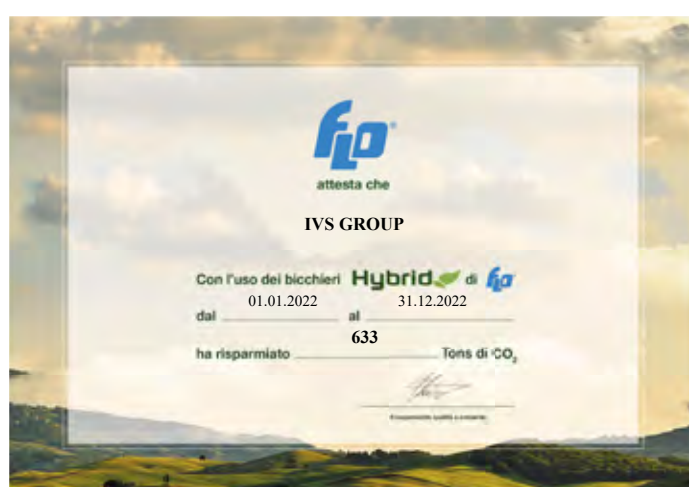 FLO®
attesta che
IVS GROUP
Con l'uso dei bicchieri Hybrid di flo
01.01.2022 31.12.2022
dal al
633
ha risparmiato Tons di CO2